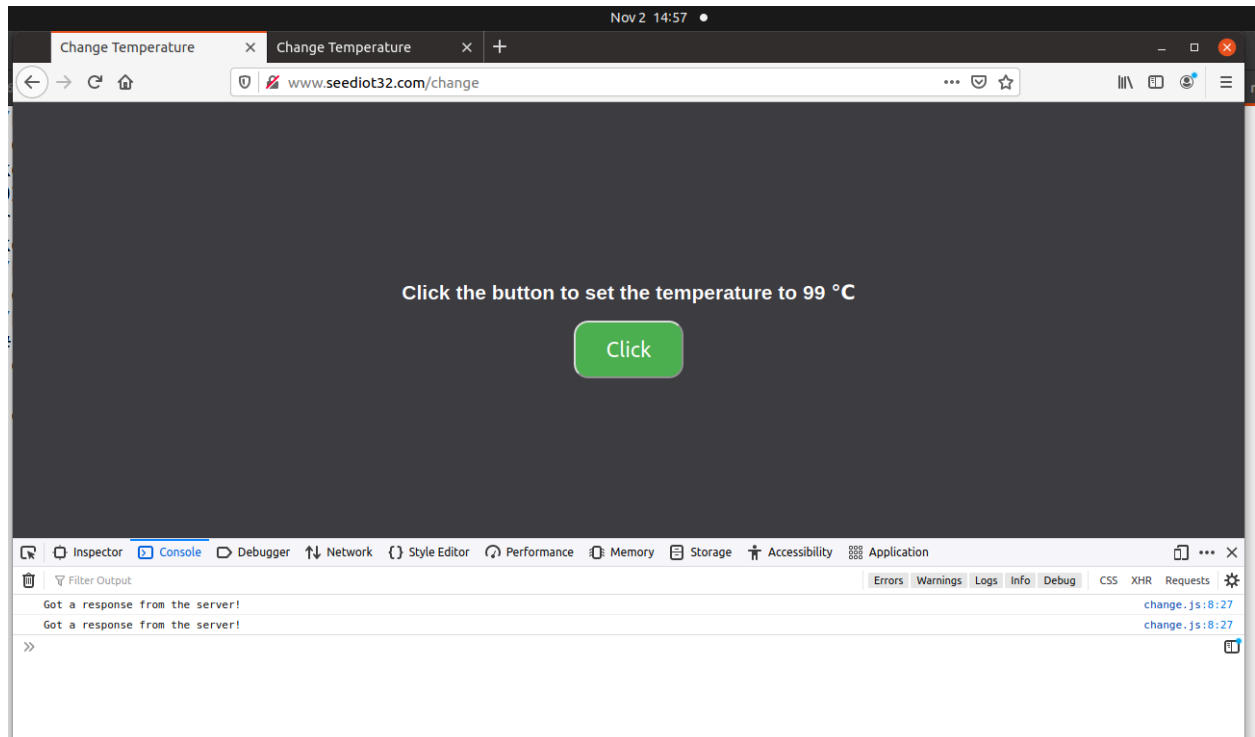 Nov 2 14:57
Change Temperature Change Temperature
www.seediot32.com/change
Click the button to set the temperature to 99 °C
Click
Inspector Console Debugger Network Style Editor Performance Memory Storage Accessibility Application
Filter Output Errors Warnings Logs Info Debug CSS XHR Requests
Got a response from the server! change.js:8:27
Got a response from the server! change.js:8:27